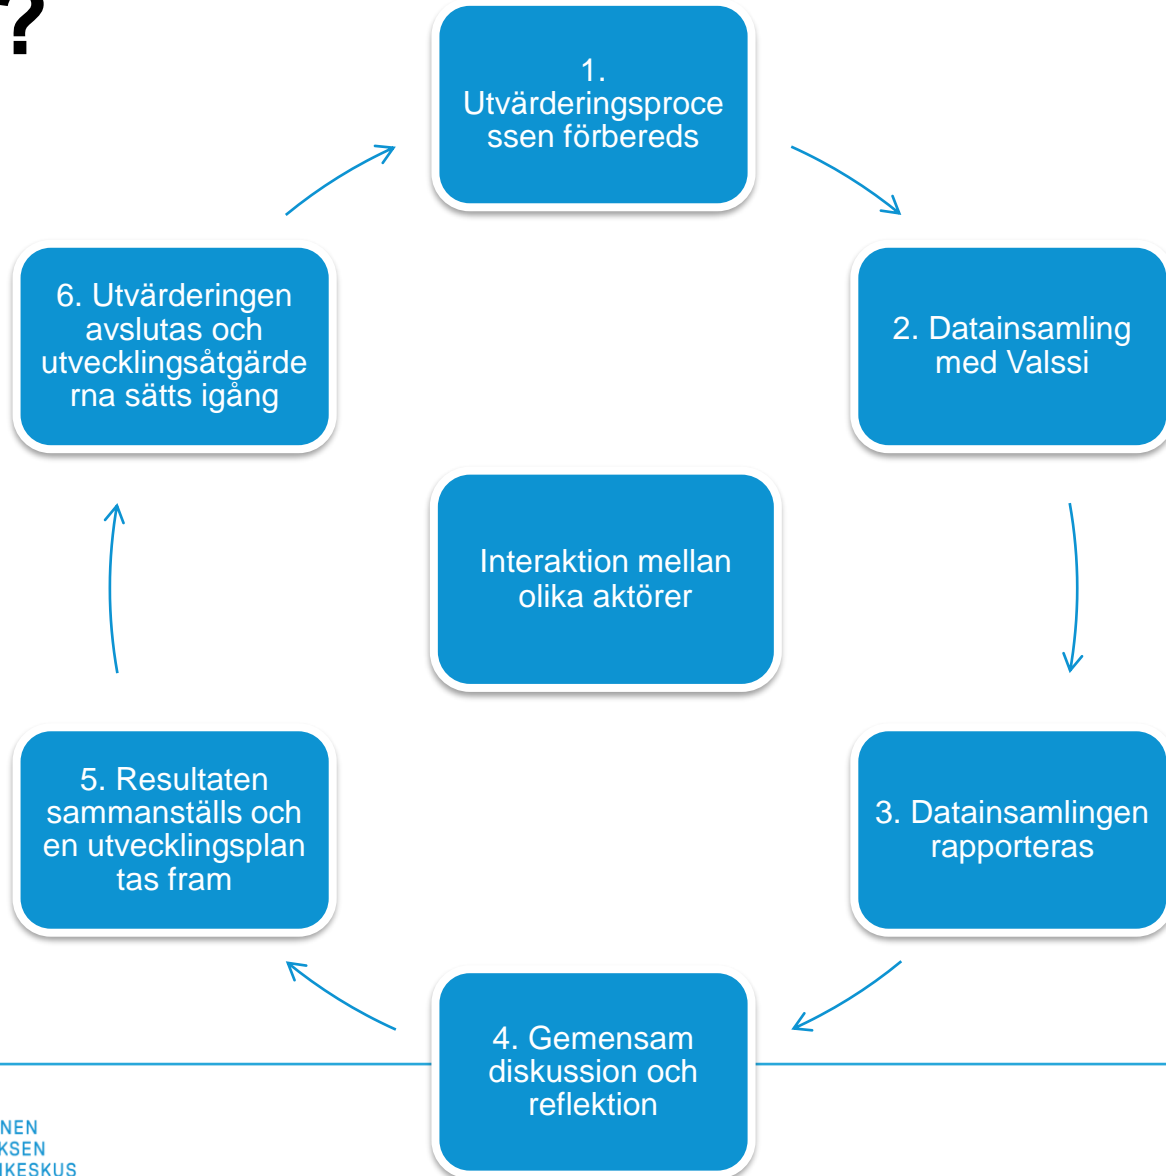 ?
1.
Utvärderingsproce
ssen förbereds
2. Datainsamling
med Valssi
3. Datainsamlingen
rapporteras
4. Gemensam
diskussion och
reflektion
5. Resultaten
sammanställs och
en utvecklingsplan
tas fram
6. Utvärderingen
avslutas och
utvecklingsåtgärde
rna sätts igång
Interaktion mellan
olika aktörer
NEN
KSEN
IKESKUS